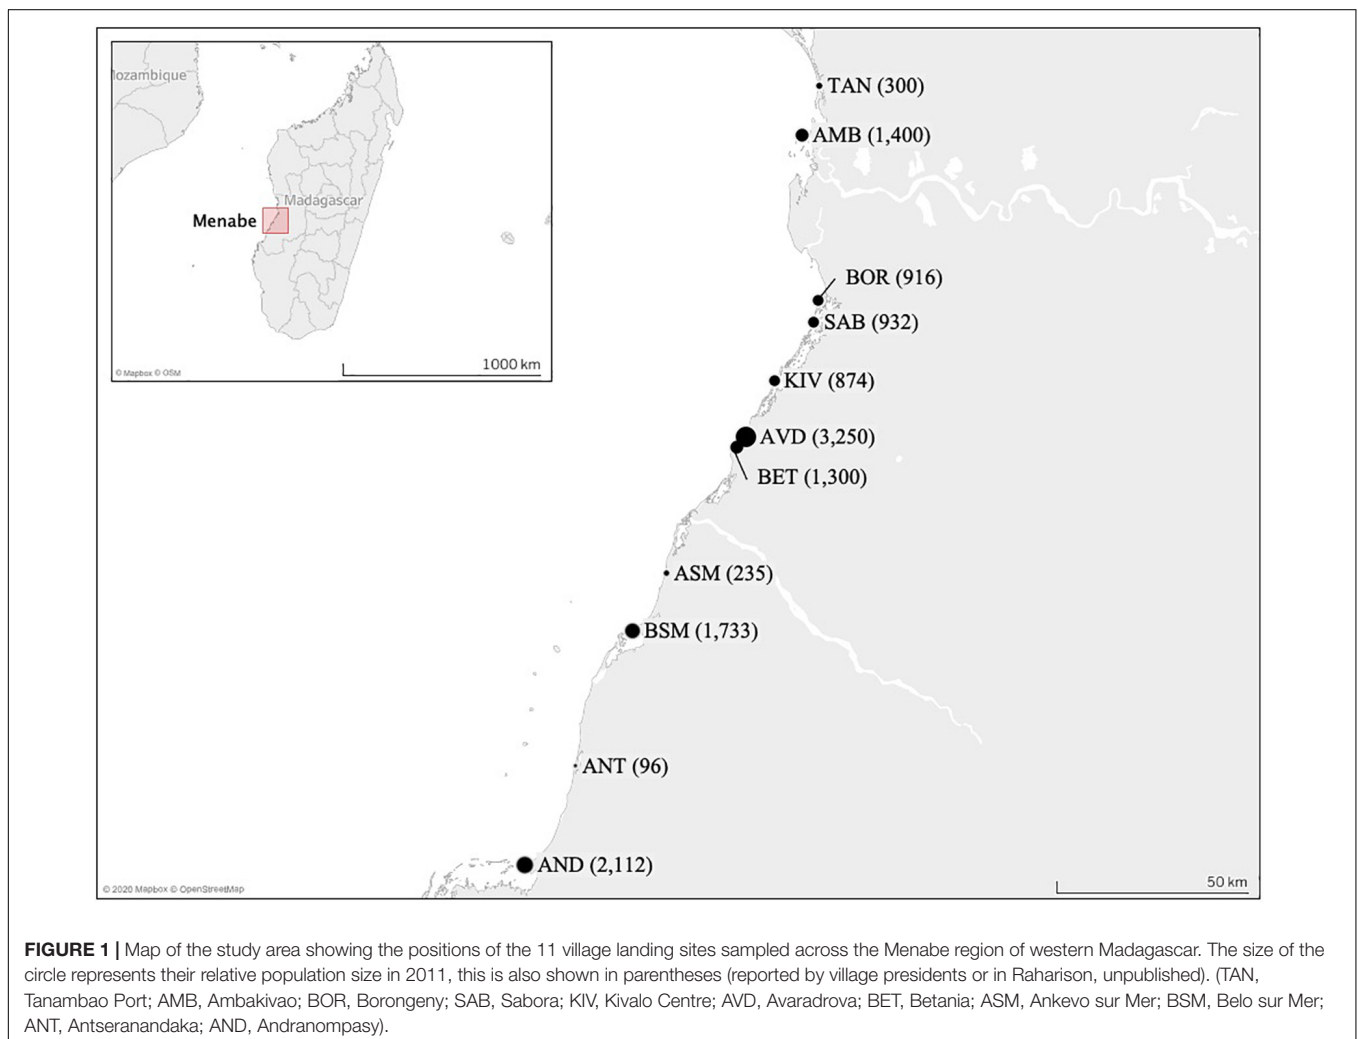 lozambique
Madagascar
Menabe
1000 km
© Mapbox © OSM
TAN (300)
AMB (1,400)
BOR (916)
SAB (932)
KIV (874)
AVD (3,250)
BET (1,300)
ASM (235)
BSM (1,733)
ANT (96)
AND (2,112)
© 2020 Mapbox © OpenStreetMap
50 km
FIGURE 1 | Map of the study area showing the positions of the 11 village landing sites sampled across the Menabe region of western Madagascar. The size of the
circle represents their relative population size in 2011, this is also shown in parentheses (reported by village presidents or in Raharison, unpublished). (TAN,
Tanambao Port; AMB, Ambakivao; BOR, Borongeny; SAB, Sabora; KIV, Kivalo Centre; AVD, Avaradrova; BET, Betania; ASM, Ankevo sur Mer; BSM, Belo sur Mer;
ANT, Antseranandaka; AND, Andranompasy).